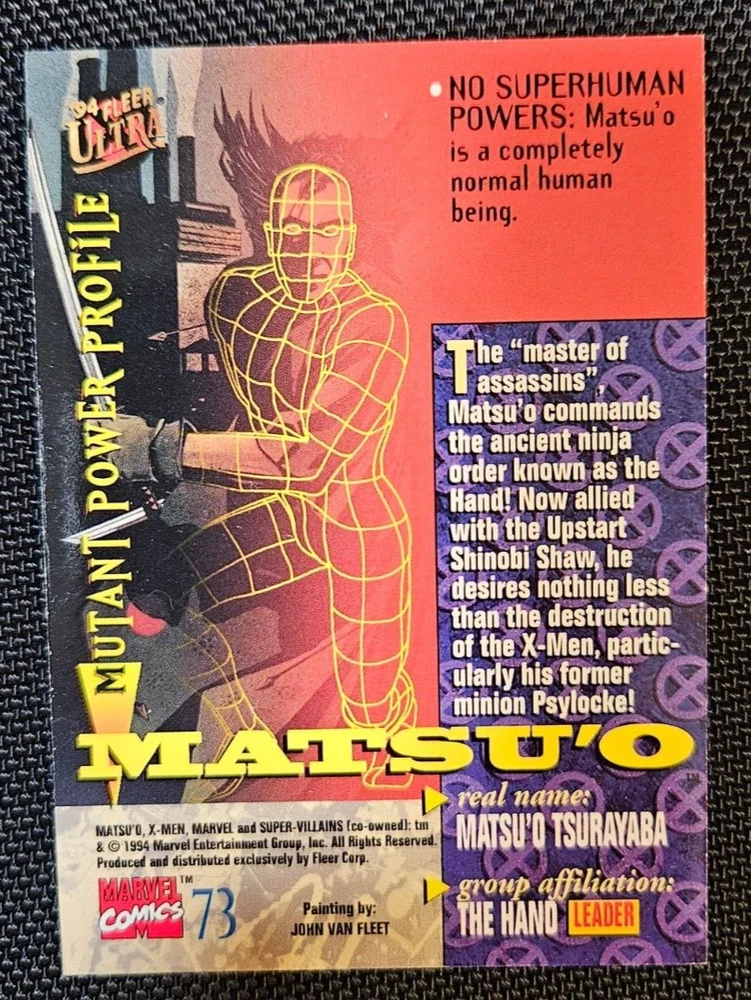 '94 FLEER
ULTRA
MUTANT POWER PROFILE
NO SUPERHUMAN
POWERS: Matsu'o
is a completely
normal human
being.
The "master of
assassins",
Matsu'o commands
the ancient ninja
order known as the
Hand! Now allied
with the Upstart
Shinobi Shaw, he
desires nothing less
than the destruction
of the X-Men, partic-
ularly his former
minion Psylocke!
MATSU'O TM
real name:
MATSU'O TSURAYABA
group affiliation:
THE HAND LEADER
MATSU'O, X-MEN, MARVEL and SUPER-VILLAINS (co-owned): tm
& © 1994 Marvel Entertainment Group, Inc. All Rights Reserved.
Produced and distributed exclusively by Fleer Corp.
MARVEL TM
COMICS
M
73
Painting by:
JOHN VAN FLEET